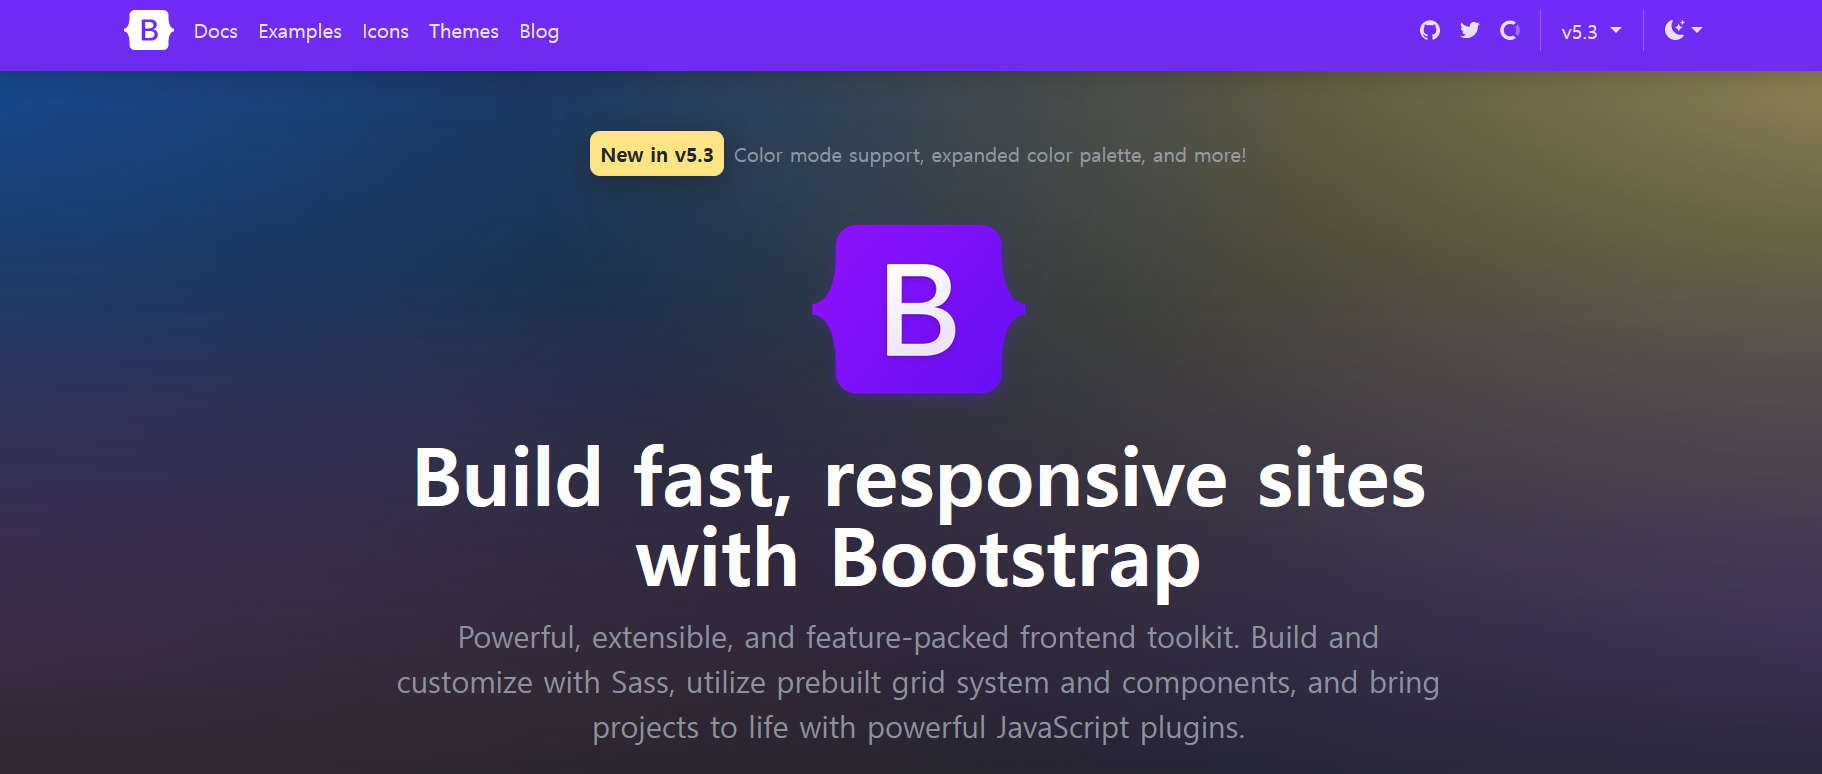 B Docs Examples Icons Themes Blog v5.3
New in v5.3 Color mode support, expanded color palette, and more!
B
Build fast, responsive sites
with Bootstrap
Powerful, extensible, and feature-packed frontend toolkit. Build and
customize with Sass, utilize prebuilt grid system and components, and bring
projects to life with powerful JavaScript plugins.